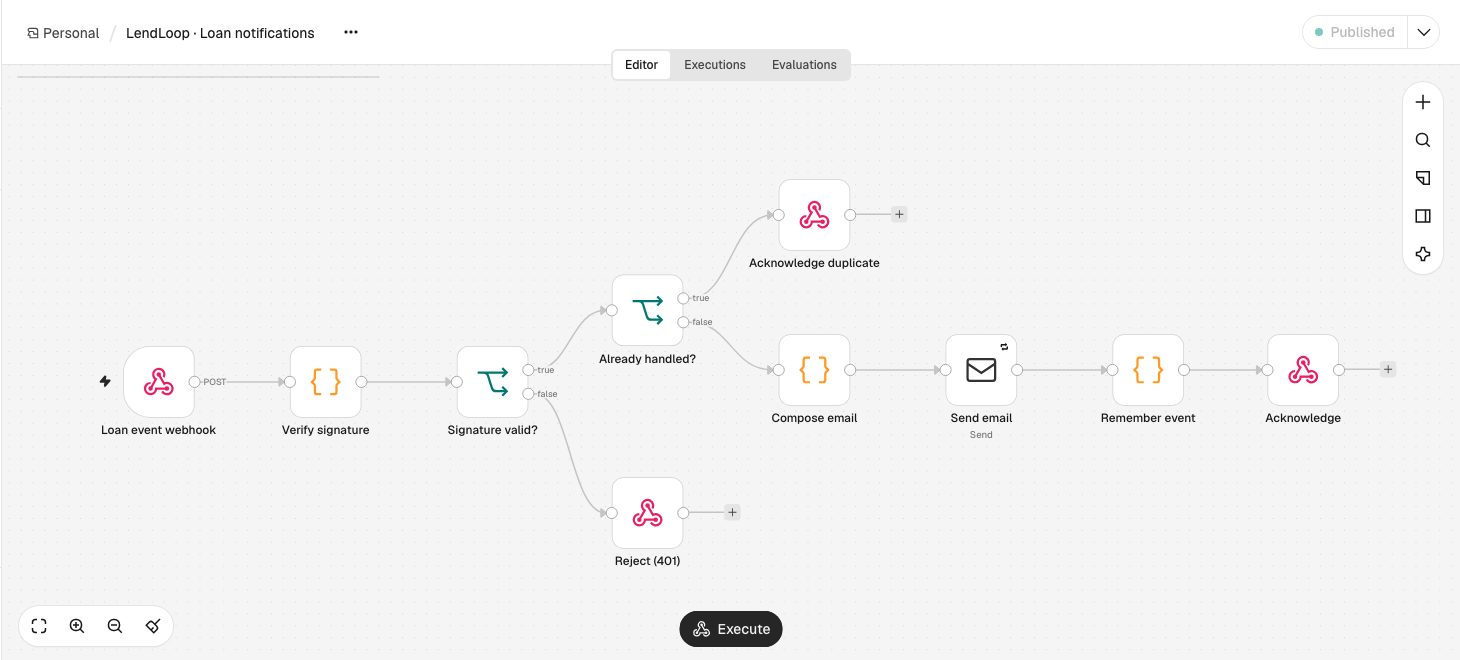 Personal / LendLoop · Loan notifications ···
Published
Editor Executions Evaluations
Acknowledge duplicate
true
false
Already handled?
POST
true
false
Loan event webhook
Verify signature
Signature valid?
Compose email
Send email
Send
Remember event
Acknowledge
Reject (401)
Execute